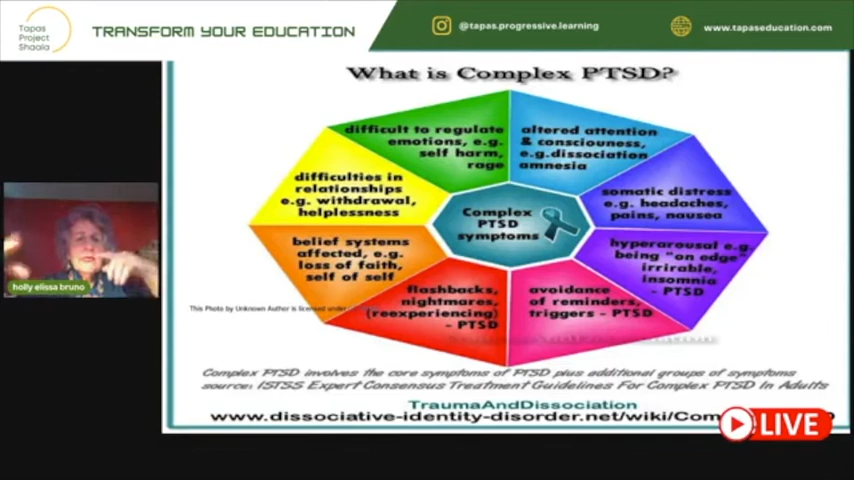 Tapas
Project
Shaala
TRANSFORM YOUR EDUCATION
@tapas.progressive.learning
www.tapaseducation.com
What is Complex PTSD?
difficult to regulate
emotions, e.g.
self harm,
rage
altered attention
& consciousness,
e.g.dissociation
amnesia
difficulties in
relationships
e.g. withdrawal,
helplessness
somatic distress
e.g. headaches,
pains, nausea
Complex
PTSD
symptoms
belief systems
affected, e.g.
loss of faith,
self of self
hyperarousal e.g.
being "on edge"
irrirable,
insomnia
- PTSD
flashbacks,
nightmares,
(reexperiencing)
- PTSD
avoidance
of reminders,
triggers - PTSD
holly elissa bruno
This Photo by Unknown Author is licensed under
Complex PTSD involves the core symptoms of PTSD plus additional groups of symptoms
source: ISTSS Expert Consensus Treatment Guidelines For Complex PTSD In Adults
TraumaAndDissociation
www.dissociative-identity-disorder.net/wiki/Com
LIVE